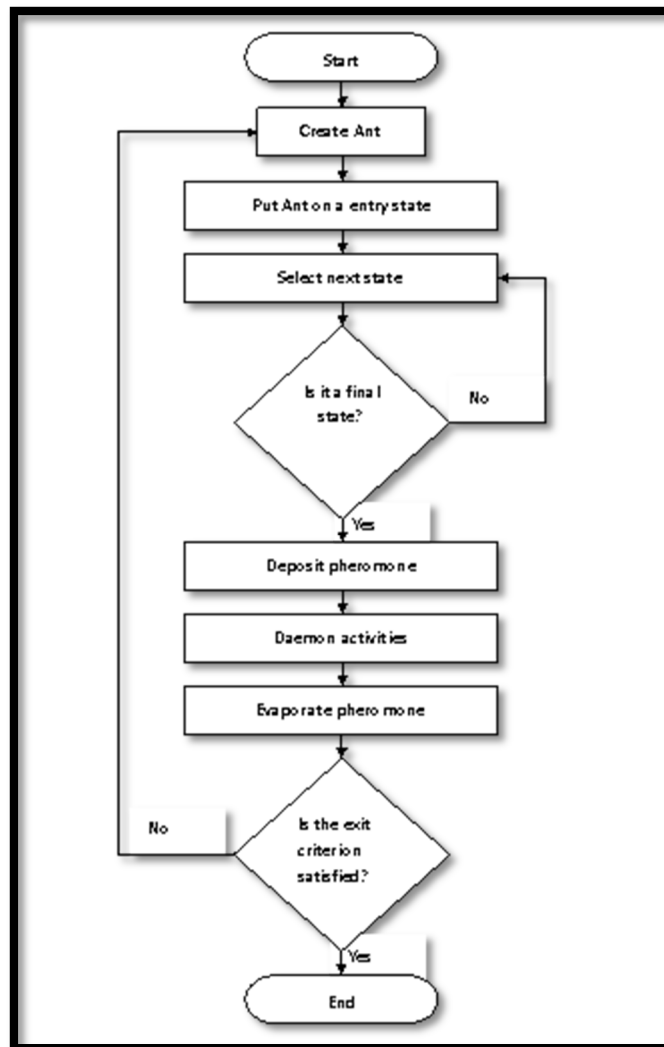 Start
Create Ant
Put Ant on a entry state
Select next state
Is it a final
state?
No
Yes
Deposit pheromone
Daemon activities
Evaporate pheromone
Is the exit
criterion
satisfied?
No
Yes
End